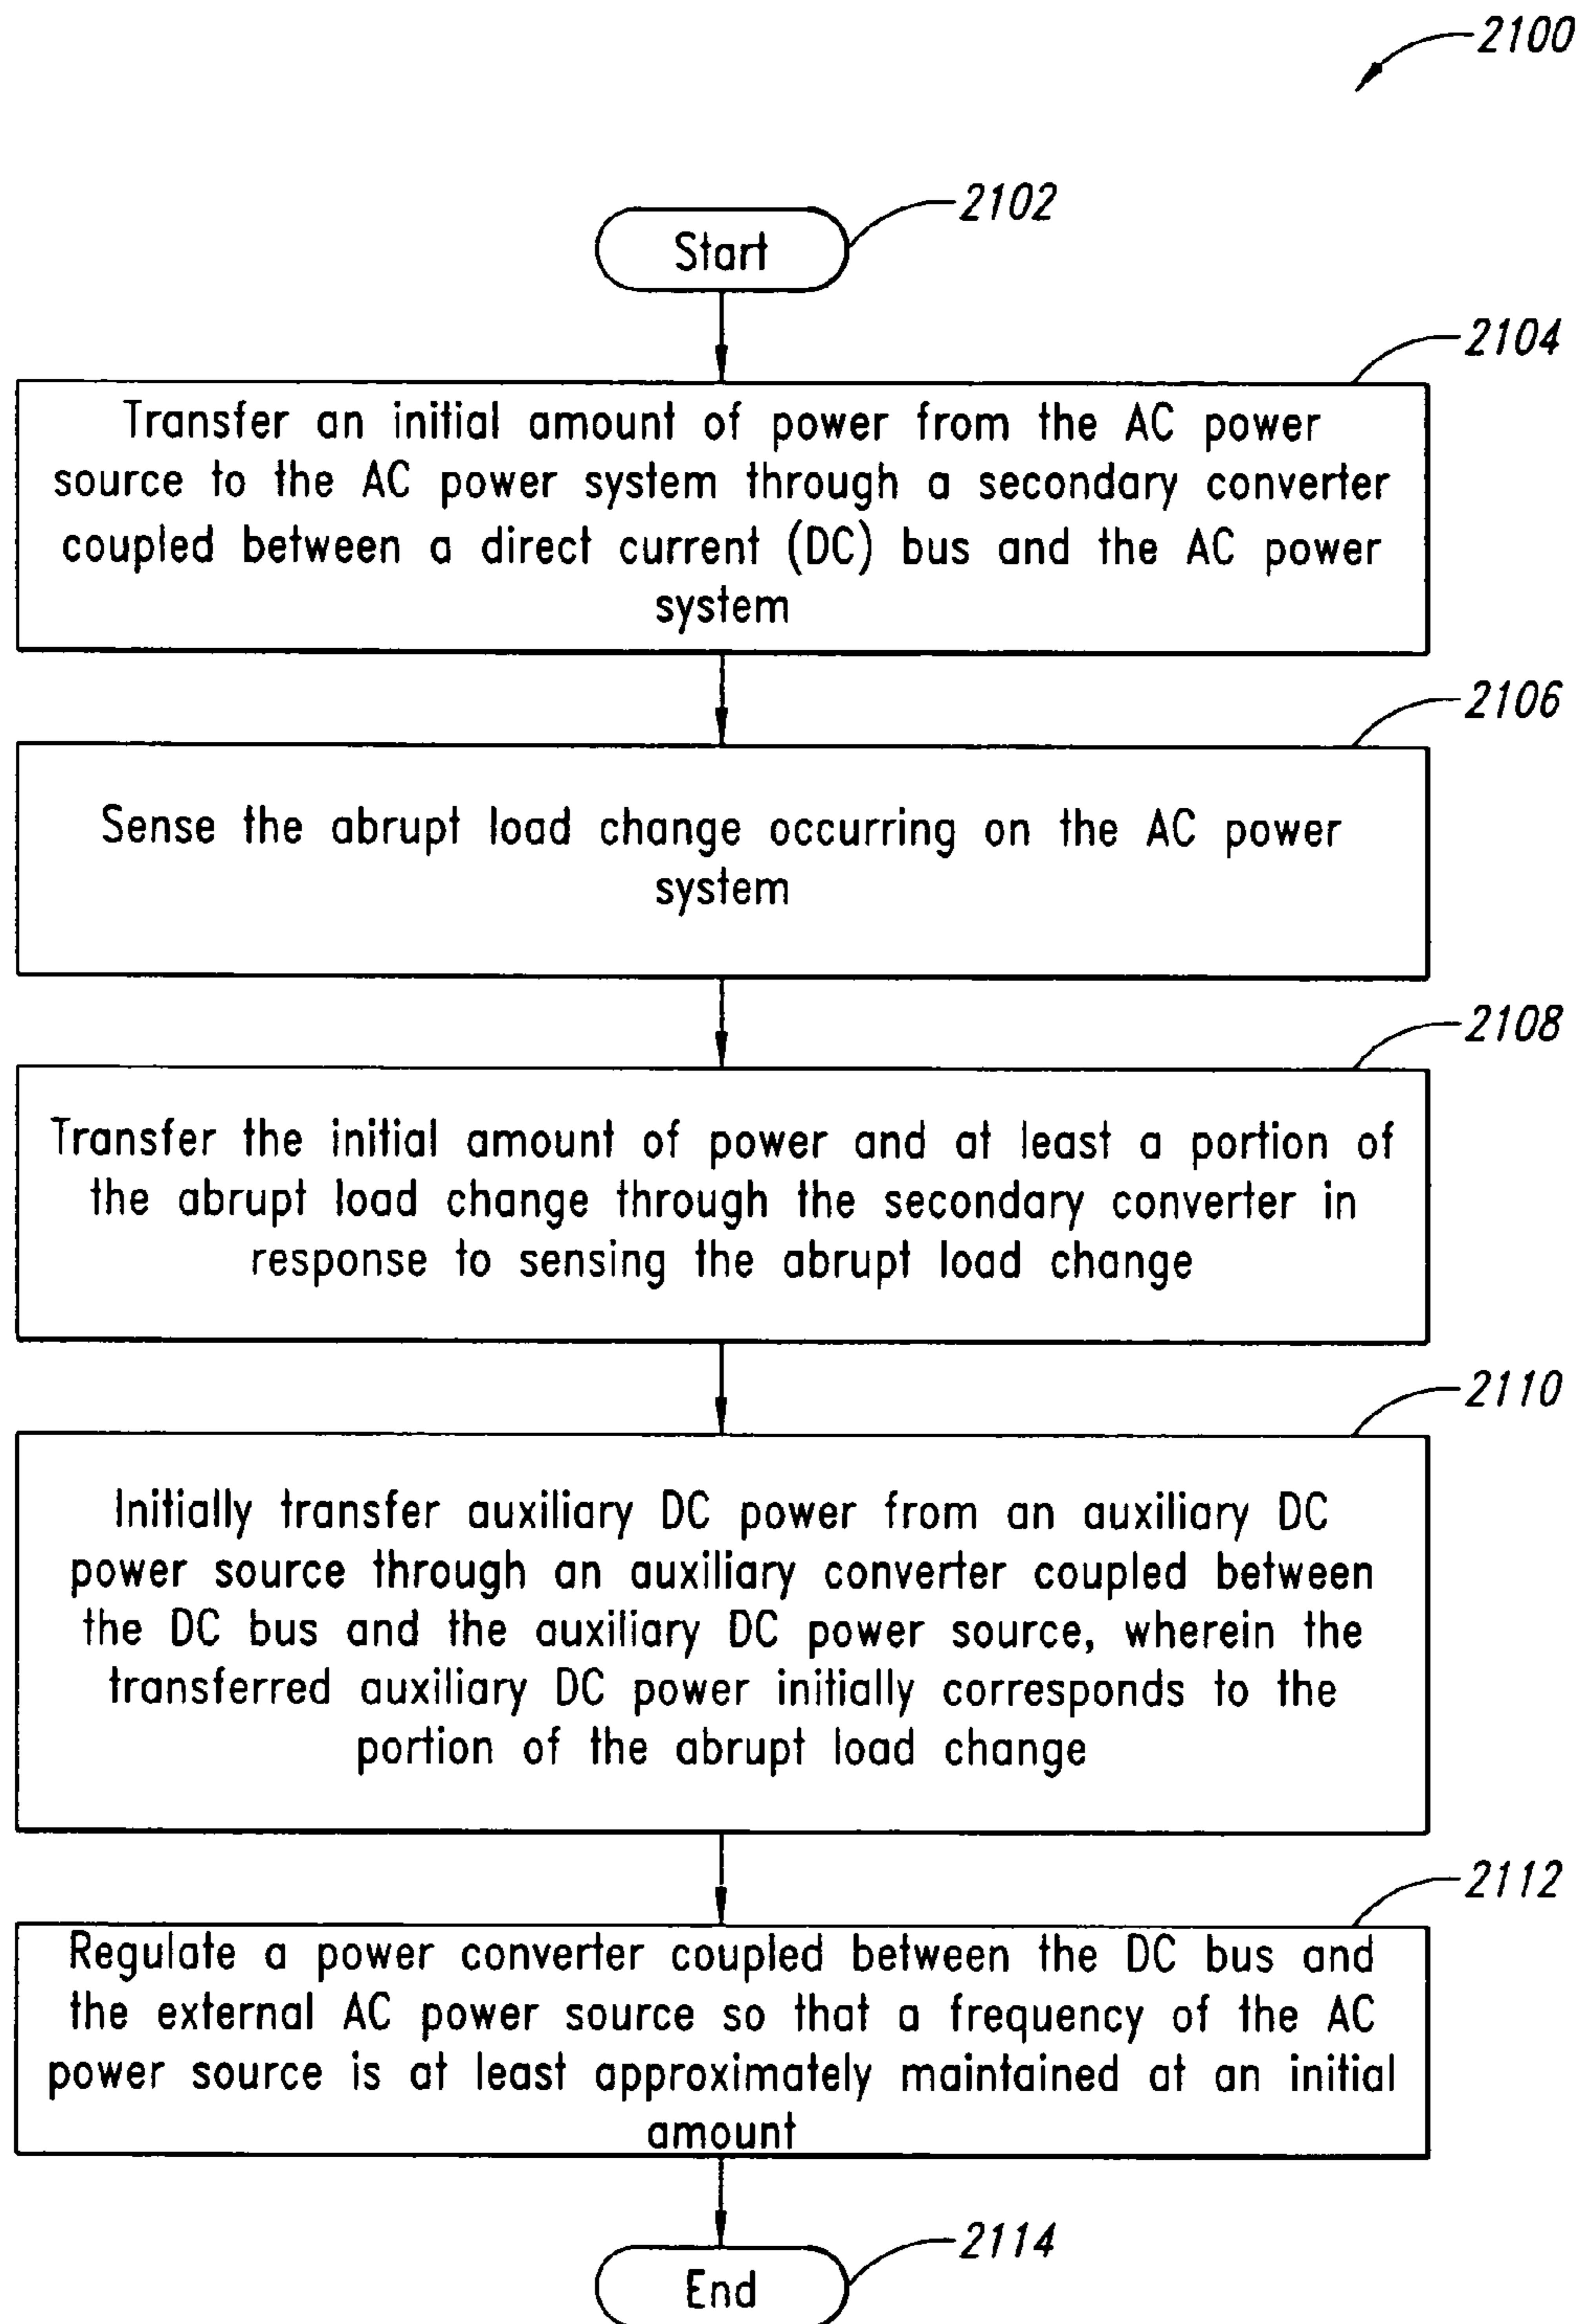 2100
2102
Start
2104
Transfer an initial amount of power from the AC power
source to the AC power system through a secondary converter
coupled between a direct current (DC) bus and the AC power
system
2106
Sense the abrupt load change occurring on the AC power
system
2108
Transfer the initial amount of power and at least a portion of
the abrupt load change through the secondary converter in
response to sensing the abrupt load change
2110
Initially transfer auxiliary DC power from an auxiliary DC
power source through an auxiliary converter coupled between
the DC bus and the auxiliary DC power source, wherein the
transferred auxiliary DC power initially corresponds to the
portion of the abrupt load change
2112
Regulate a power converter coupled between the DC bus and
the external AC power source so that a frequency of the AC
power source is at least approximately maintained at an initial
amount
2114
End